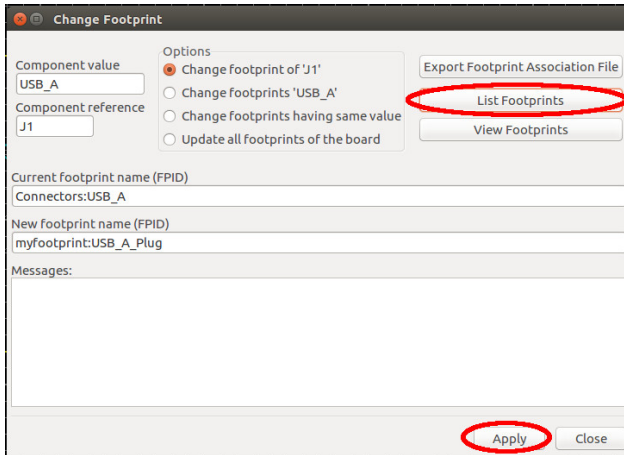 Change Footprint
Component value
USB_A
Component reference
J1
Options
Change footprint of 'J1'
Change footprints 'USB_A'
Change footprints having same value
Update all footprints of the board
Export Footprint Association File
List Footprints
View Footprints
Current footprint name (FPID)
Connectors:USB_A
New footprint name (FPID)
myfootprint:USB_A_Plug
Messages:
Apply
Close